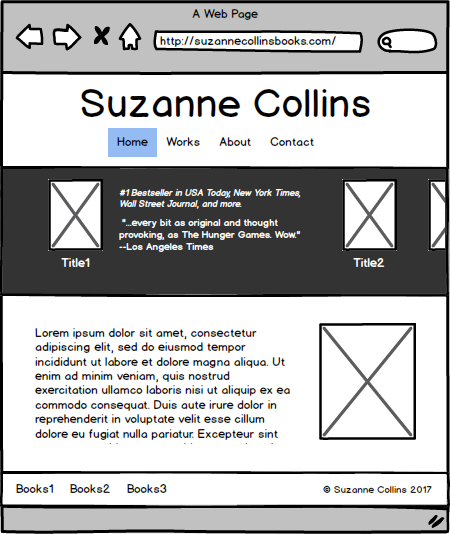 A Web Page
http://suzannecollinsbooks.com/
Suzanne Collins
Home Works About Contact
#1 Bestseller in USA Today, New York Times,
Wall Street Journal, and more.
"...every bit as original and thought
provoking, as The Hunger Games. Wow."
--Los Angeles Times
Title1 Title2
Lorem ipsum dolor sit amet, consectetur
adipiscing elit, sed do eiusmod tempor
incididunt ut labore et dolore magna aliqua. Ut
enim ad minim veniam, quis nostrud
exercitation ullamco laboris nisi ut aliquip ex ea
commodo consequat. Duis aute irure dolor in
reprehenderit in voluptate velit esse cillum
dolore eu fugiat nulla pariatur. Excepteur sint
Books1 Books2 Books3 © Suzanne Collins 2017